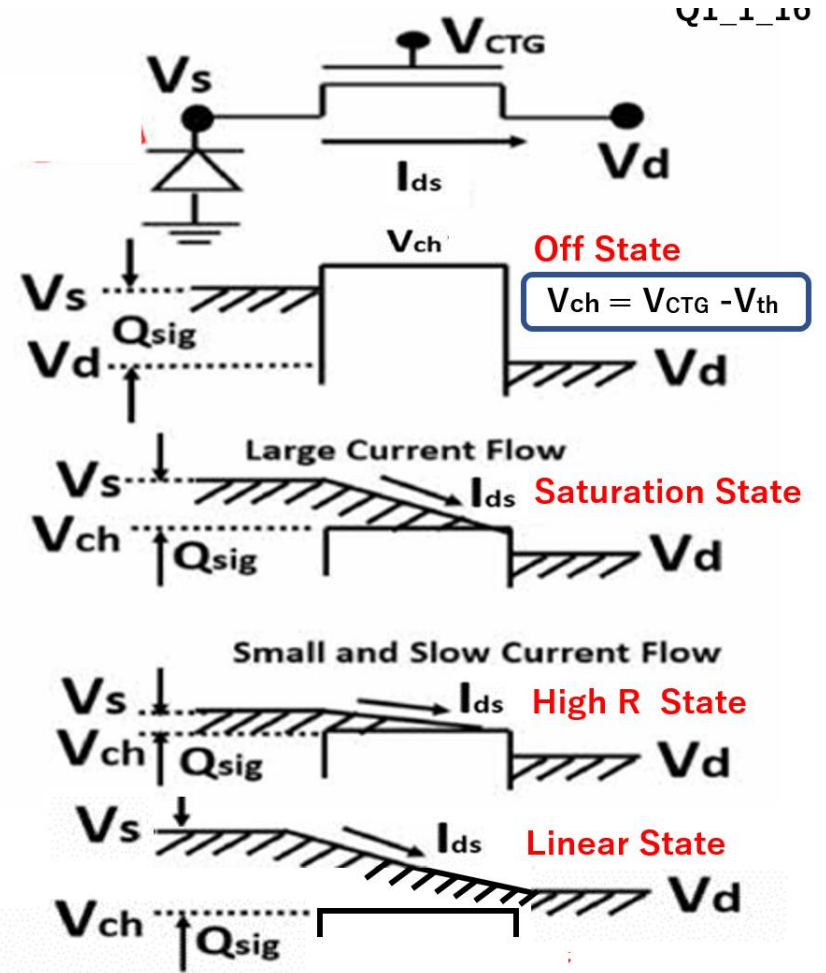 Q1_1_16
VCTG
Vs
Vd
Ids
Vch
Off State
Vs
Vch = VCTG -Vth
Qsig
Vd
Vd
Large Current Flow
Vs
Ids
Saturation State
Vch
Qsig
Vd
Small and Slow Current Flow
Vs
Ids
High R State
Vch
Qsig
Vd
Vs
Ids
Linear State
Vd
Vch
Qsig